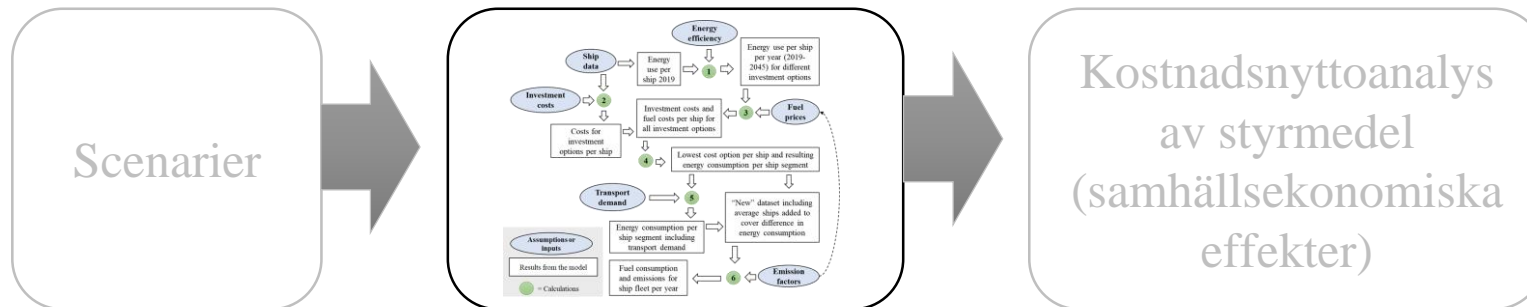 Scenarier
Energy
efficiency
Ship
data
Energy
use per
ship 2019
1
Energy use per ship
per year (2019-
2045) for different
investment options
Investment
costs
2
Investment costs and
fuel costs per ship for
all investment options
3
Fuel
prices
Costs for
investment
options per ship
4
Lowest cost option per ship and resulting
energy consumption per ship segment
Transport
demand
5
"New" dataset including
average ships added to
cover difference in
energy consumption
Energy consumption per
ship segment including
transport demand
Assumptions or
inputs
Results from the model
= Calculations
Fuel consumption
and emissions for
ship fleet per year
6
Emission
factors
Kostnadsnyttoanalys
av styrmedel
(samhällsekonomiska
effekter)